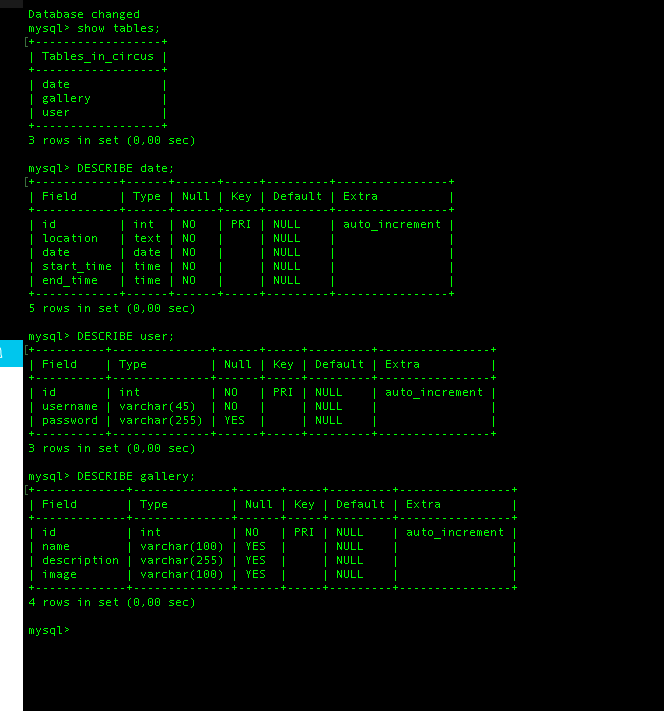 Database changed
mysql> show tables;
[+------------------+
| Tables_in_circus |
+------------------+
| date             |
| gallery          |
| user             |
+------------------+
3 rows in set (0,00 sec)

mysql> DESCRIBE date;
[+------------+------+------+-----+---------+----------------+
| Field      | Type | Null | Key | Default | Extra          |
+------------+------+------+-----+---------+----------------+
| id         | int  | NO   | PRI | NULL    | auto_increment |
| location   | text | NO   |     | NULL    |                |
| date       | date | NO   |     | NULL    |                |
| start_time | time | NO   |     | NULL    |                |
| end_time   | time | NO   |     | NULL    |                |
+------------+------+------+-----+---------+----------------+
5 rows in set (0,00 sec)

mysql> DESCRIBE user;
[+----------+--------------+------+-----+---------+----------------+
| Field    | Type         | Null | Key | Default | Extra          |
+----------+--------------+------+-----+---------+----------------+
| id       | int          | NO   | PRI | NULL    | auto_increment |
| username | varchar(45)  | NO   |     | NULL    |                |
| password | varchar(255) | YES  |     | NULL    |                |
+----------+--------------+------+-----+---------+----------------+
3 rows in set (0,00 sec)

mysql> DESCRIBE gallery;
[+-------------+--------------+------+-----+---------+----------------+
| Field       | Type         | Null | Key | Default | Extra          |
+-------------+--------------+------+-----+---------+----------------+
| id          | int          | NO   | PRI | NULL    | auto_increment |
| name        | varchar(100) | YES  |     | NULL    |                |
| description | varchar(255) | YES  |     | NULL    |                |
| image       | varchar(100) | YES  |     | NULL    |                |
+-------------+--------------+------+-----+---------+----------------+
4 rows in set (0,00 sec)

mysql>